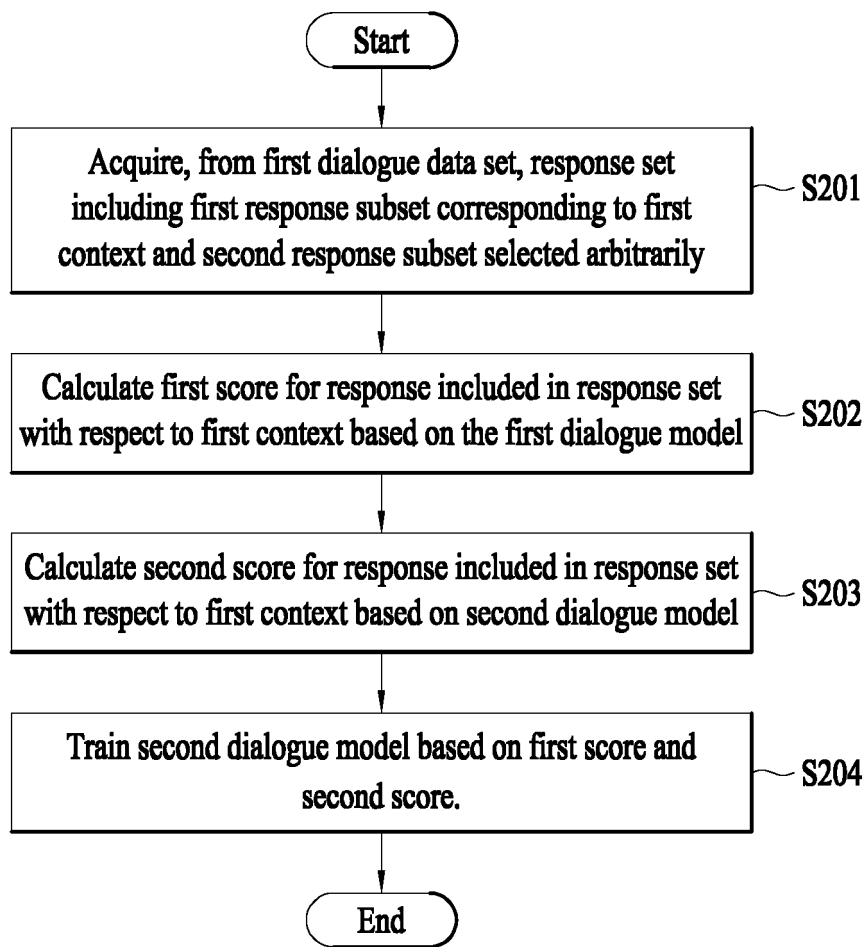 Start
Acquire, from first dialogue data set, response set
including first response subset corresponding to first
context and second response subset selected arbitrarily
S201
Calculate first score for response included in response set
with respect to first context based on the first dialogue model
S202
Calculate second score for response included in response set
with respect to first context based on second dialogue model
S203
Train second dialogue model based on first score and
second score.
S204
End